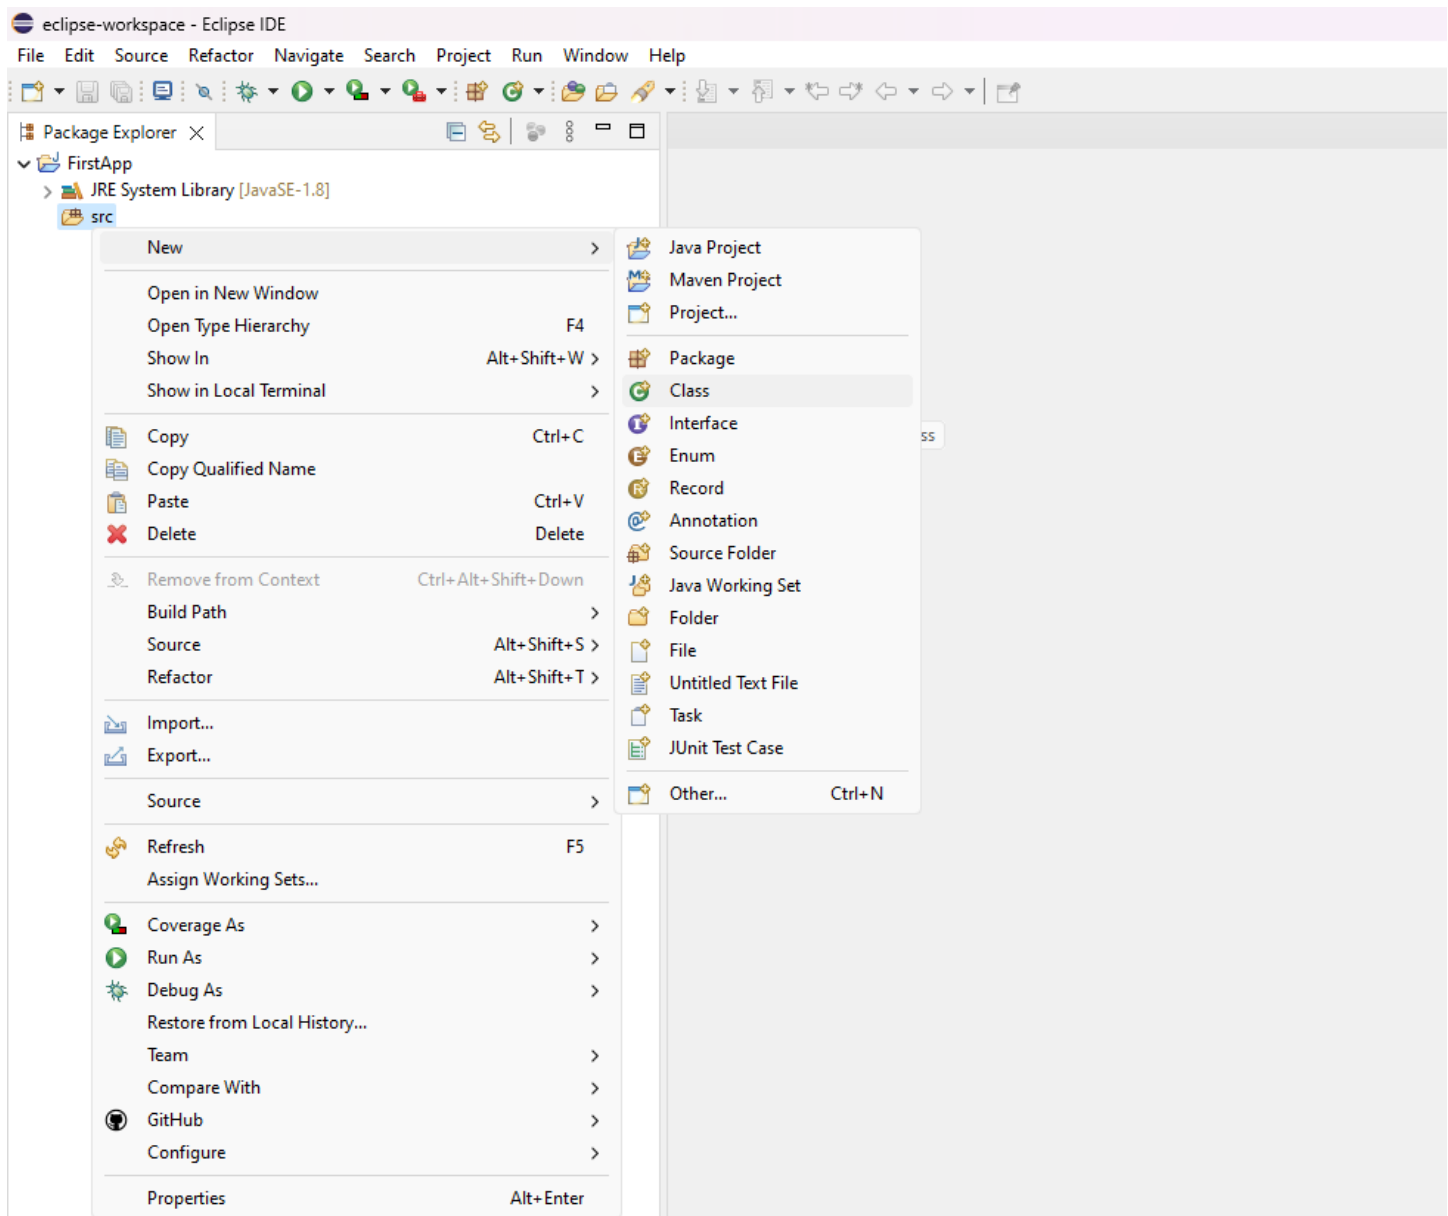 eclipse-workspace - Eclipse IDE
File Edit Source Refactor Navigate Search Project Run Window Help
Package Explorer
FirstApp
JRE System Library [JavaSE-1.8]
src
New
Open in New Window
Open Type Hierarchy F4
Show In Alt+Shift+W
Show in Local Terminal
Copy Ctrl+C
Copy Qualified Name
Paste Ctrl+V
Delete Delete
Remove from Context Ctrl+Alt+Shift+Down
Build Path
Source Alt+Shift+S
Refactor Alt+Shift+T
Import...
Export...
Source
Refresh F5
Assign Working Sets...
Coverage As
Run As
Debug As
Restore from Local History...
Team
Compare With
GitHub
Configure
Properties Alt+Enter
Java Project
Maven Project
Project...
Package
Class
Interface
ss
Enum
Record
Annotation
Source Folder
Java Working Set
Folder
File
Untitled Text File
Task
JUnit Test Case
Other... Ctrl+N